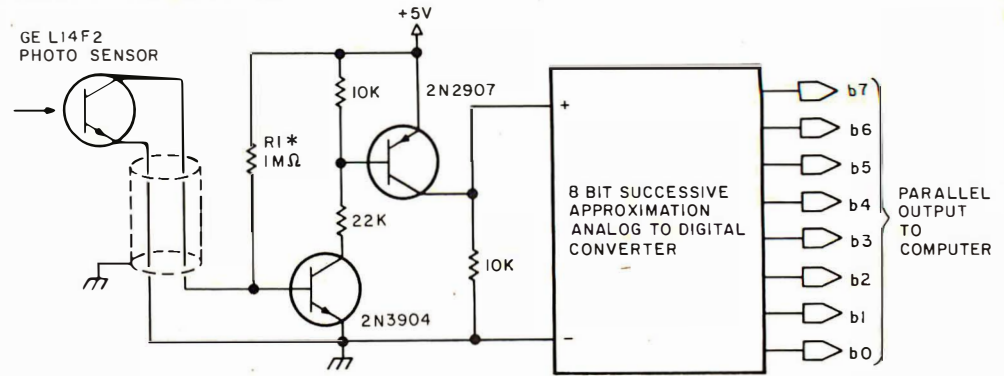 +5V
GE L14F2
PHOTO SENSOR
10K
2N2907
R1*
1MΩ
22K
2N3904
10K
+
-
8 BIT SUCCESSIVE
APPROXIMATION
ANALOG TO DIGITAL
CONVERTER
b7
b6
b5
b4
b3
b2
b1
b0
PARALLEL
OUTPUT
TO
COMPUTER